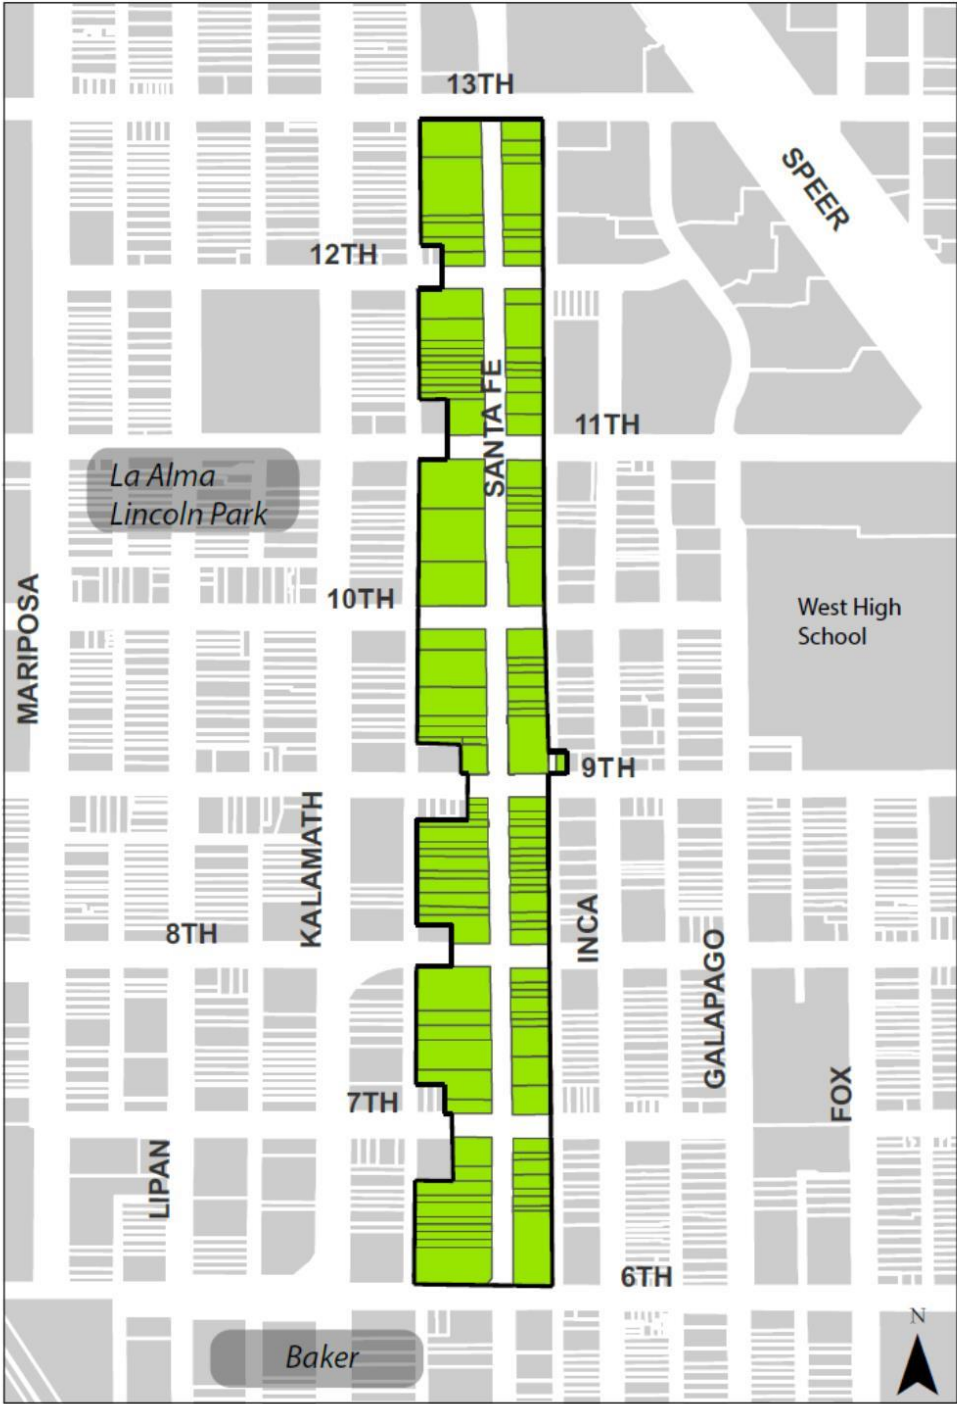 13TH
SPEER
12TH
SANTA FE
11TH
La Alma
Lincoln Park
10TH
MARIPOSA
West High
School
9TH
KALAMATH
8TH
INCA
GALAPAGO
7TH
FOX
LIPAN
6TH
N
Baker